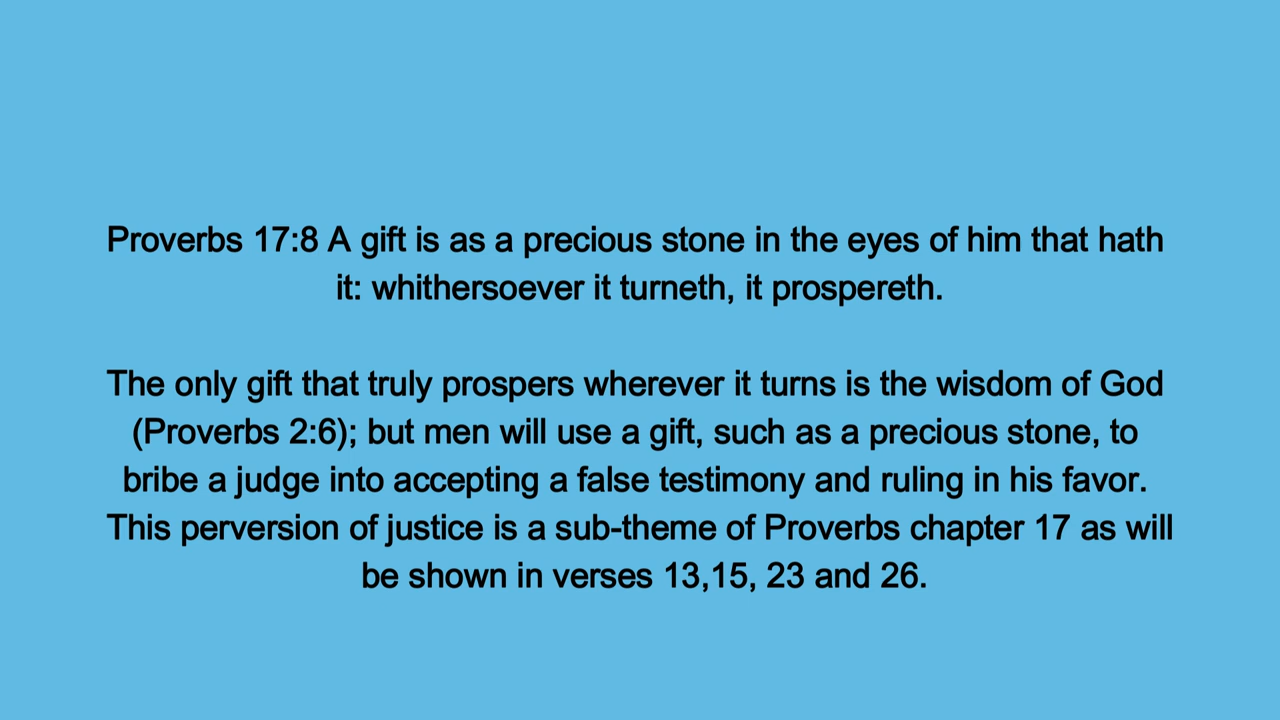 Proverbs 17:8 A gift is as a precious stone in the eyes of him that hath
it: whithersoever it turneth, it prospereth.
The only gift that truly prospers wherever it turns is the wisdom of God
(Proverbs 2:6); but men will use a gift, such as a precious stone, to
bribe a judge into accepting a false testimony and ruling in his favor.
This perversion of justice is a sub-theme of Proverbs chapter 17 as will
be shown in verses 13,15, 23 and 26.